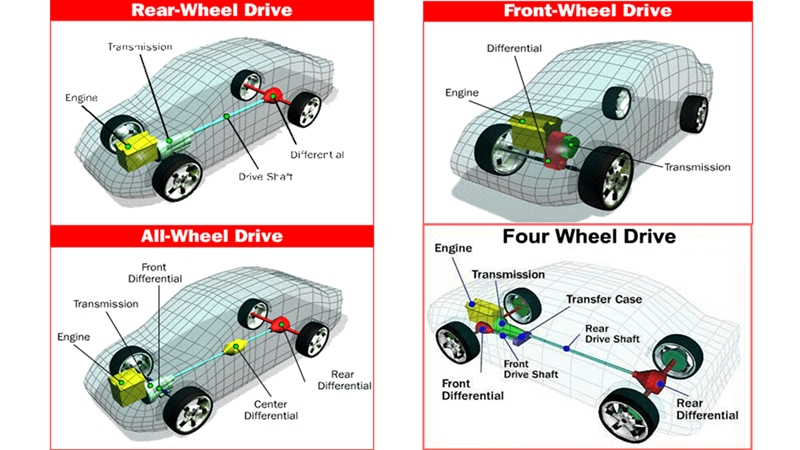 Rear-Wheel Drive
Transmission
Engine
Differential
Drive Shaft
Front-Wheel Drive
Differential
Engine
Transmission
All-Wheel Drive
Front
Differential
Transmission
Engine
Rear
Differential
Center
Differential
Four Wheel Drive
Engine
Transmission
Transfer Case
Rear
Drive Shaft
Front
Drive Shaft
Front
Differential
Rear
Differential